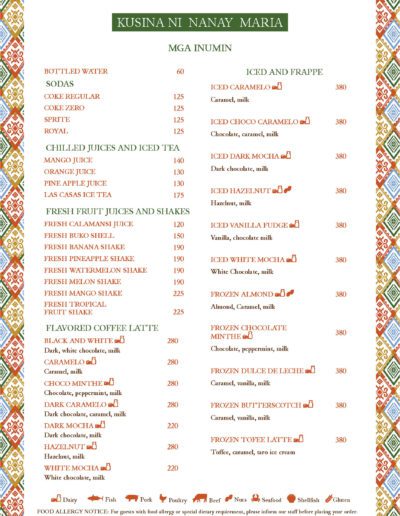 KUSINA NI NANAY MARIA
MGA INUMIN
BOTTLED WATER 60
SODAS
COKE REGULAR 125
COKE ZERO 125
SPRITE 125
ROYAL 125
CHILLED JUICES AND ICED TEA
MANGO JUICE 140
ORANGE JUICE 130
PINE APPLE JUICE 130
LAS CASAS ICE TEA 175
FRESH FRUIT JUICES AND SHAKES
FRESH CALAMANSI JUICE 120
FRESH BUKO SHELL 150
FRESH BANANA SHAKE 190
FRESH PINEAPPLE SHAKE 190
FRESH WATERMELON SHAKE 190
FRESH MELON SHAKE 190
FRESH MANGO SHAKE 225
FRESH TROPICAL
FRUIT SHAKE 225
FLAVORED COFFEE LATTE
BLACK AND WHITE 280
Dark, white chocolate, milk
CARAMELO 280
Caramel, milk
CHOCO MINTHE 280
Chocolate, peppermint, milk
DARK CARAMELO 280
Dark chocolate, caramel, milk
DARK MOCHA 220
Dark chocolate, milk
HAZELNUT 280
Hazelnut, milk
WHITE MOCHA 220
White chocolate, milk
ICED AND FRAPPE
ICED CARAMELO 380
Caramel, milk
ICED CHOCO CARAMELO 380
Chocolate, caramel, milk
ICED DARK MOCHA 380
Dark chocolate, milk
ICED HAZELNUT 380
Hazelnut, milk
ICED VANILLA FUDGE 380
Vanilla, chocolate milk
ICED WHITE MOCHA 380
White Chocolate, milk
FROZEN ALMOND 380
Almond, Caramel, milk
FROZEN CHOCOLATE 380
MINTHE
Chocolate, peppermint, milk
FROZEN DULCE DE LECHE 380
Caramel, vanilla, milk
FROZEN BUTTERSCOTCH 380
Caramel, vanilla, milk
FROZEN TOFEE LATTE 380
Toffee, caramel, taro ice cream
Dairy Fish Pork Poultry Beef Nuts Seafood Shellfish Gluten
FOOD ALLERGY NOTICE: For guests with food allergy or special dietary requirement, please inform our staff before placing your order.